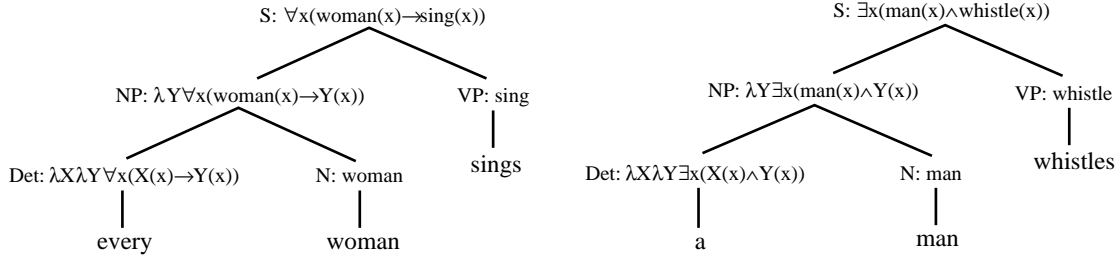 S: ∀x(woman(x)→sing(x))
NP: λY∀x(woman(x)→Y(x))
VP: sing
sings
Det: λXλY∀x(X(x)→Y(x))
N: woman
every
woman
S: ∃x(man(x)∧whistle(x))
NP: λY∃x(man(x)∧Y(x))
VP: whistle
whistles
Det: λXλY∃x(X(x)∧Y(x))
N: man
a
man